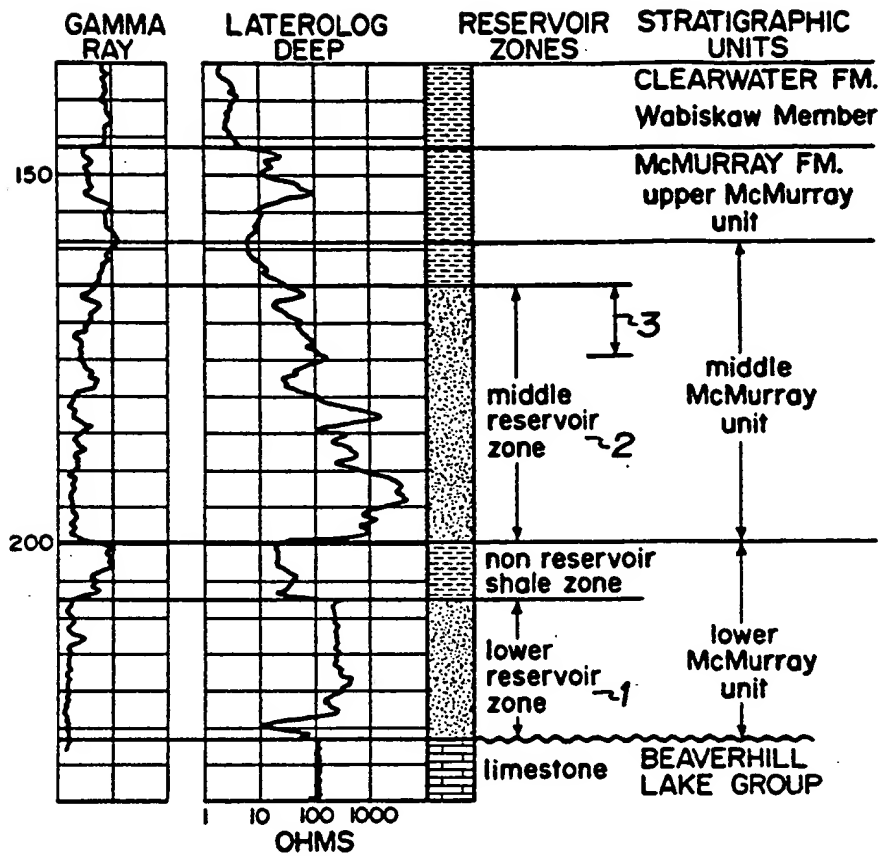 GAMMA RAY
LATEROLOG DEEP
RESERVOIR ZONES
STRATIGRAPHIC UNITS
CLEARWATER FM.
Wabiskaw Member
150
McMURRAY FM.
upper McMurray
unit
3
middle
reservoir
zone
2
middle
McMurray
unit
200
non reservoir
shale zone
lower
reservoir
zone
1
lower
McMurray
unit
limestone
BEAVERHILL
LAKE GROUP
1 10 100 1000
OHMS